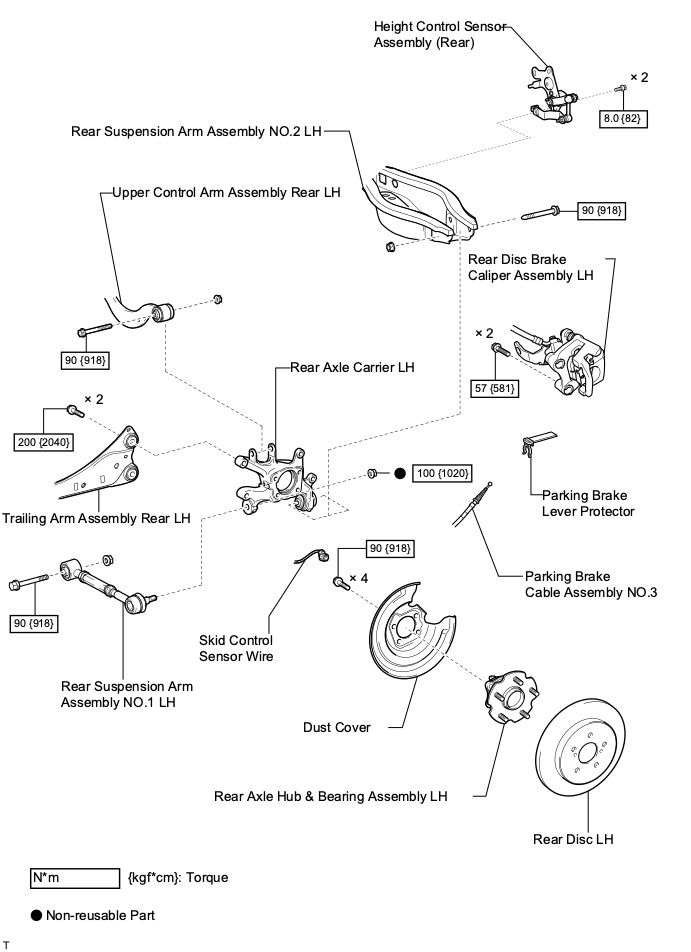 Height Control Sensor
Assembly (Rear)
× 2
8.0 {82}
Rear Suspension Arm Assembly NO.2 LH
Upper Control Arm Assembly Rear LH
90 {918}
Rear Disc Brake
Caliper Assembly LH
× 2
90 {918}
57 {581}
Rear Axle Carrier LH
× 2
200 {2040}
100 {1020}
Parking Brake
Lever Protector
Trailing Arm Assembly Rear LH
90 {918}
× 4
Parking Brake
Cable Assembly NO.3
90 {918}
Skid Control
Sensor Wire
Rear Suspension Arm
Assembly NO.1 LH
Dust Cover
Rear Axle Hub & Bearing Assembly LH
Rear Disc LH
N*m {kgf*cm}: Torque
● Non-reusable Part
T